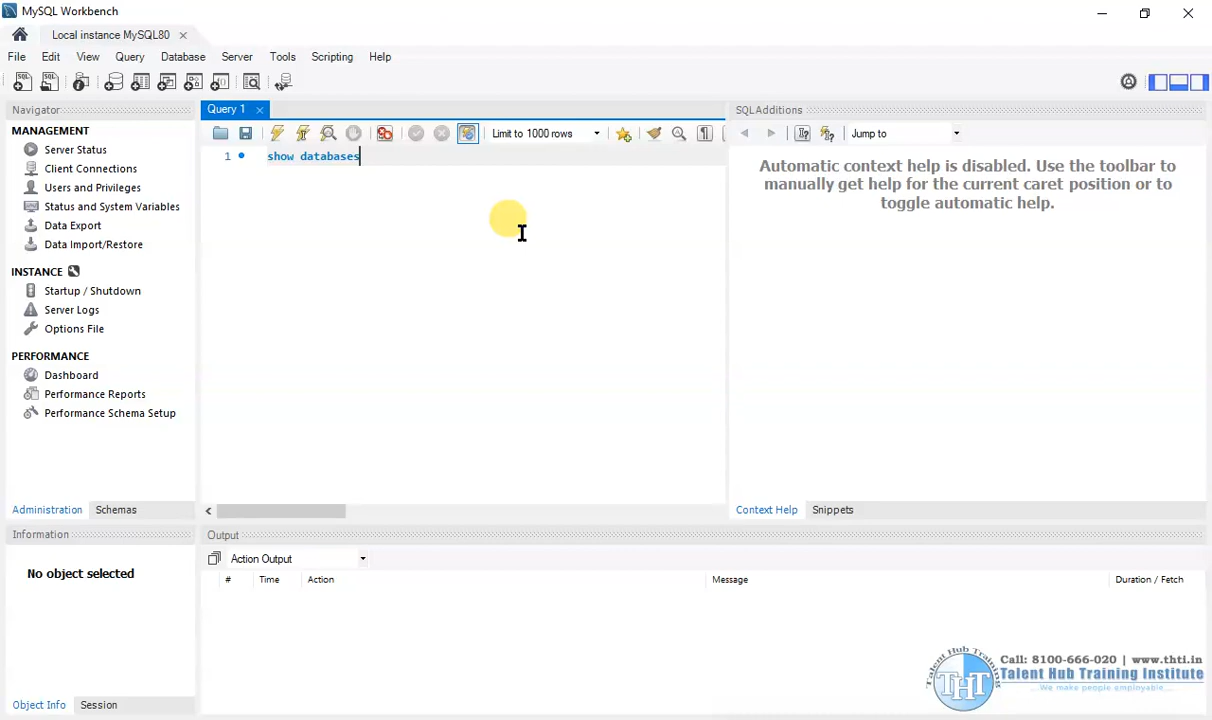 MySQL Workbench
Local instance MySQL80
File Edit View Query Database Server Tools Scripting Help
Navigator
MANAGEMENT
Server Status
Client Connections
Users and Privileges
Status and System Variables
Data Export
Data Import/Restore
INSTANCE
Startup / Shutdown
Server Logs
Options File
PERFORMANCE
Dashboard
Performance Reports
Performance Schema Setup
Administration Schemas
Information
No object selected
Object Info Session
Query 1
Limit to 1000 rows
1 show databases
SQLAdditions
Jump to
Automatic context help is disabled. Use the toolbar to
manually get help for the current caret position or to
toggle automatic help.
Context Help Snippets
Output
Action Output
# Time Action Message Duration / Fetch
Talent Hub Training
THT
Call: 8100-666-020 | www.thti.in
Talent Hub Training Institute
...We make people employable...